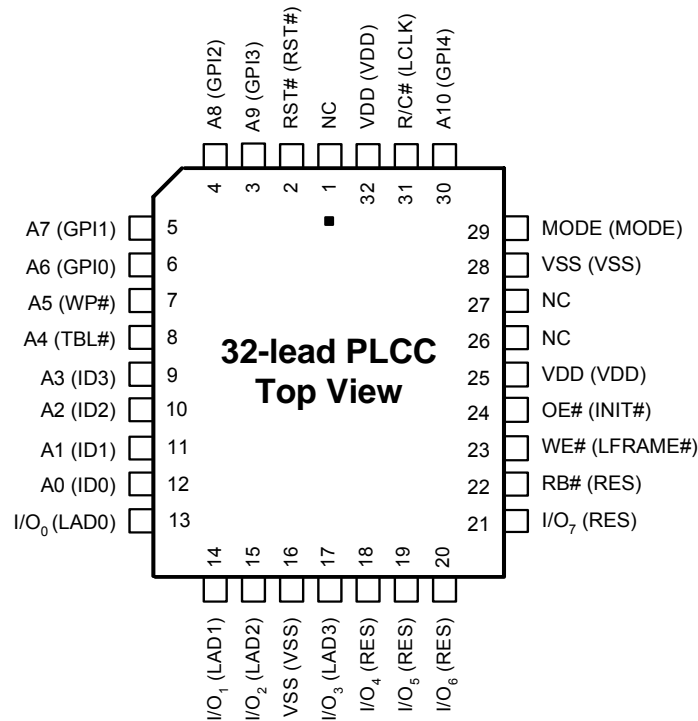 A8 (GPI2)
A9 (GPI3)
RST# (RST#)
NC
VDD (VDD)
R/C# (LCLK)
A10 (GPI4)
4
3
2
1
32
31
30
A7 (GPI1)
5
A6 (GPI0)
6
A5 (WP#)
7
A4 (TBL#)
8
A3 (ID3)
9
A2 (ID2)
10
A1 (ID1)
11
A0 (ID0)
12
I/O₀ (LAD0)
13
32-lead PLCC
Top View
29
MODE (MODE)
28
VSS (VSS)
27
NC
26
NC
25
VDD (VDD)
24
OE# (INIT#)
23
WE# (LFRAME#)
22
RB# (RES)
21
I/O₇ (RES)
14
15
16
17
18
19
20
I/O₁ (LAD1)
I/O₂ (LAD2)
VSS (VSS)
I/O₃ (LAD3)
I/O₄ (RES)
I/O₅ (RES)
I/O₆ (RES)